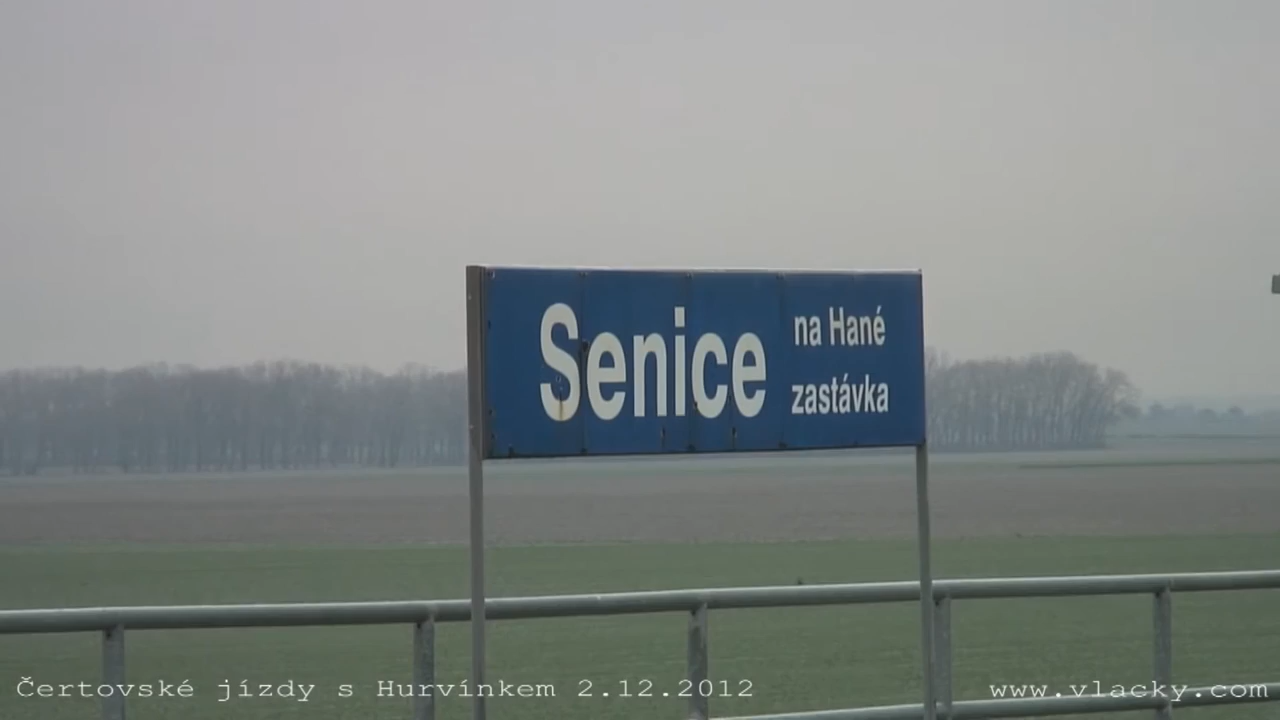 Senice
na Hané
zastávka
Čertovské jízdy s Hurvínkem 2.12.2012
www.vlacky.com